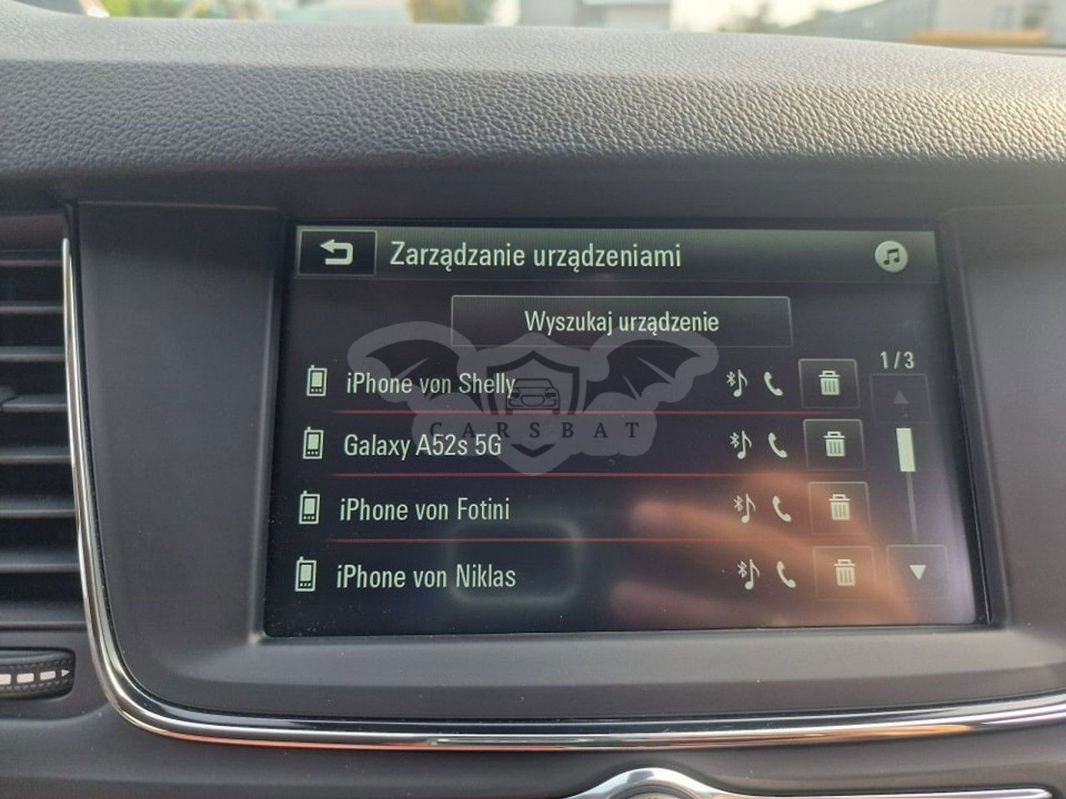 Zarządzanie urządzeniami
Wyszukaj urządzenie
1/3
iPhone von Shelly
CARSBAT
Galaxy A52s 5G
iPhone von Fotini
iPhone von Niklas